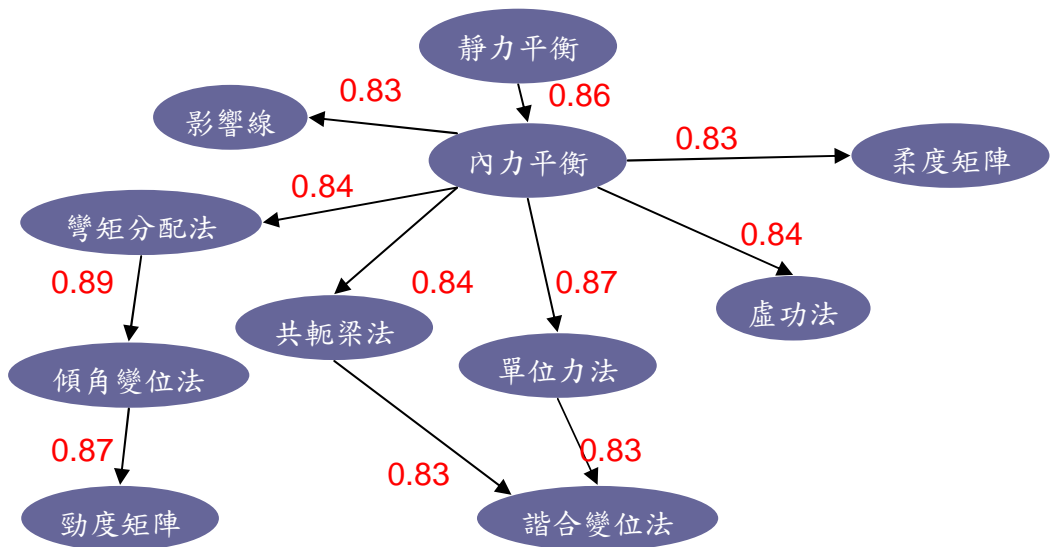 靜力平衡
0.83
0.86
影響線
0.83
內力平衡
柔度矩陣
0.84
彎矩分配法
0.84
0.89
0.84
0.87
虛功法
共軛梁法
單位力法
傾角變位法
0.87
0.83
0.83
勁度矩陣
諧合變位法